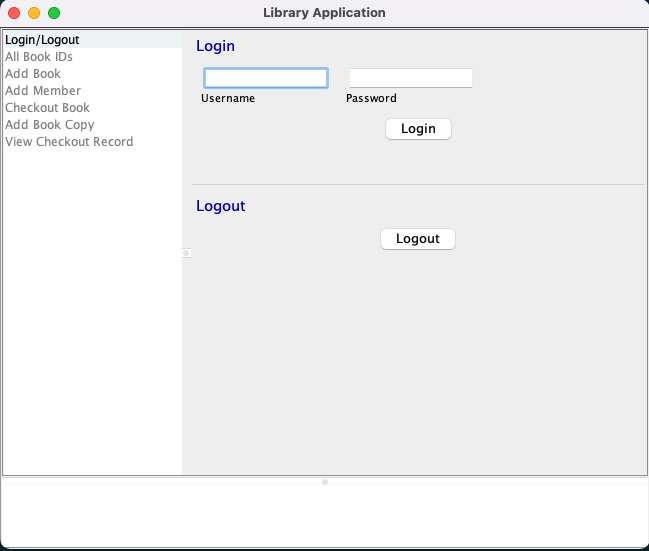 Library Application
Login/Logout
All Book IDs
Add Book
Add Member
Checkout Book
Add Book Copy
View Checkout Record
Login
Username
Password
Login
Logout
Logout